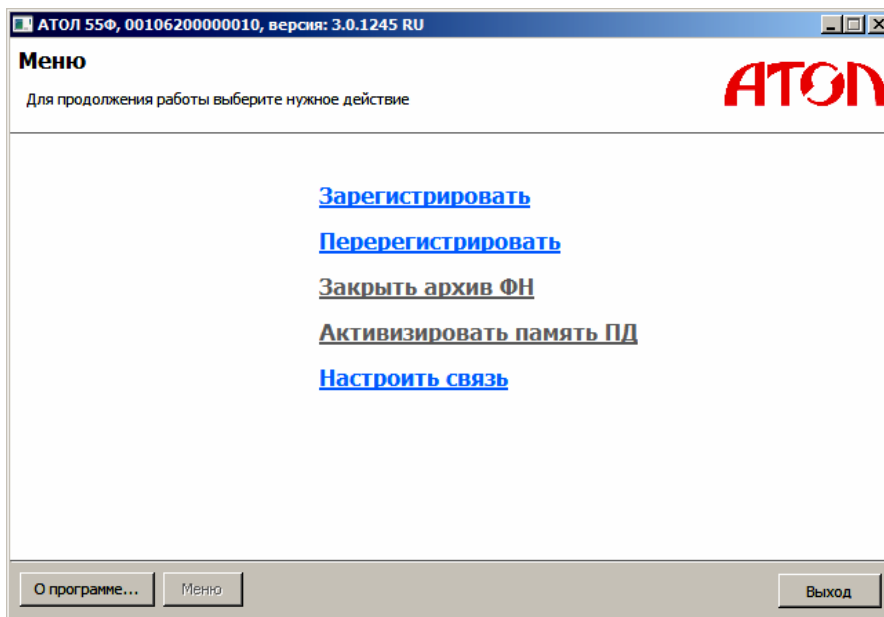 АТОЛ 55Ф, 00106200000010, версия: 3.0.1245 RU
Меню
Для продолжения работы выберите нужное действие
АТОЛ
Зарегистрировать
Перерегистрировать
Закрыть архив ФН
Активизировать память ПД
Настроить связь
О программе... Меню Выход